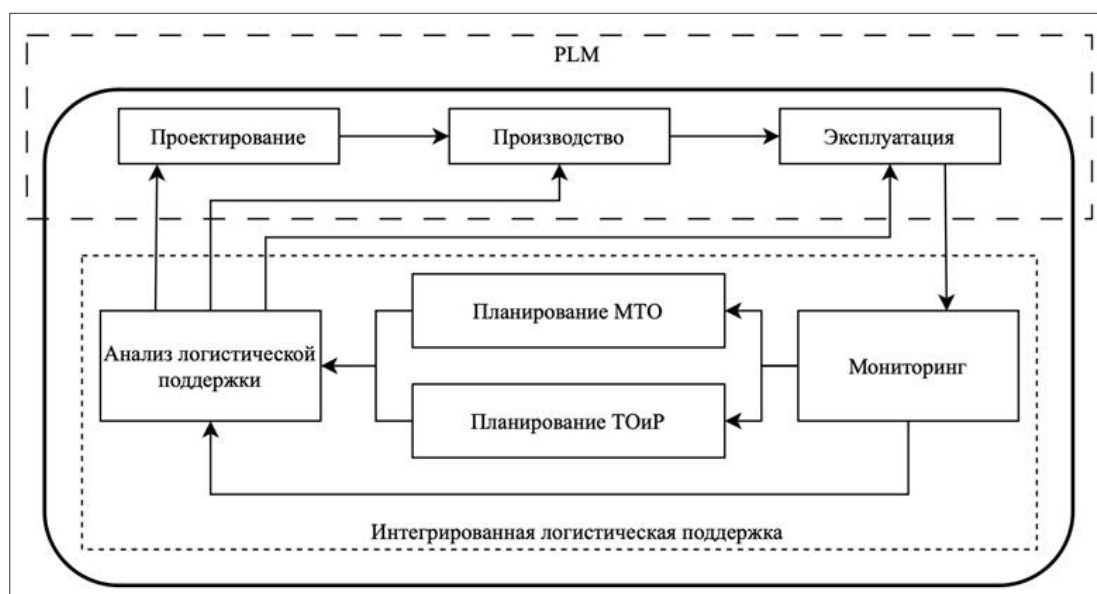 PLM
Проектирование
Производство
Эксплуатация
Анализ логистической
поддержки
Планирование МТО
Планирование ТОиР
Мониторинг
Интегрированная логистическая поддержка